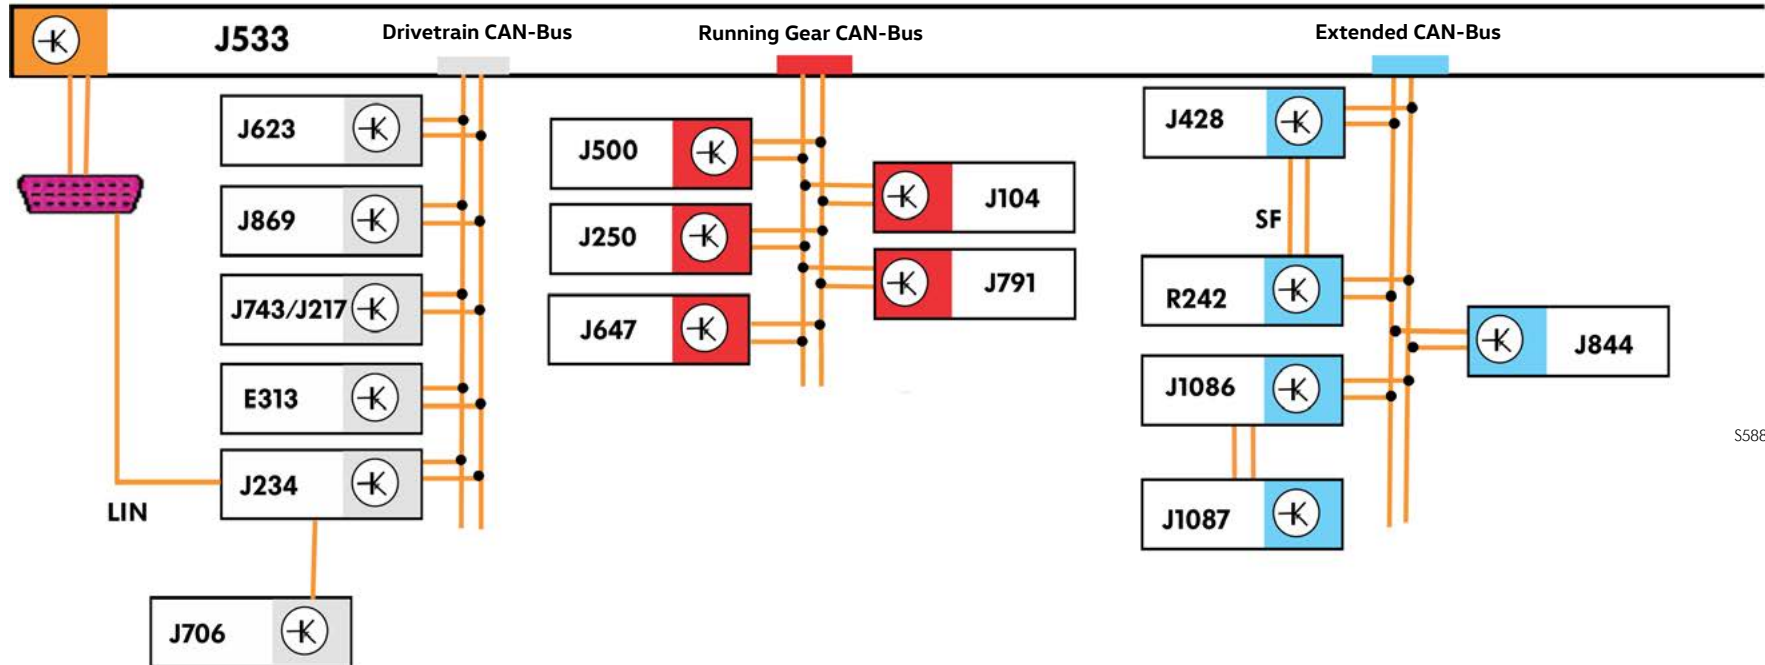 J533
Drivetrain CAN-Bus
Running Gear CAN-Bus
Extended CAN-Bus
J623
J869
J743/J217
E313
J234
LIN
J706
J500
J250
J647
J104
J791
J428
SF
R242
J844
J1086
J1087
S588